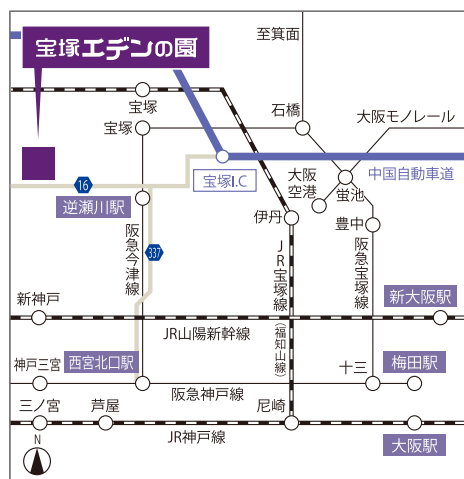 至箕面
宝塚エデンの園
宝塚
石橋
宝塚
大阪モノレール
中国自動車道
宝塚I.C
大阪
空港
蛍池
16
逆瀬川駅
伊丹
豊中
阪急今津線
337
JR宝塚線
（福知山線）
阪急宝塚線
新神戸
新大阪駅
JR山陽新幹線
神戸三宮
西宮北口駅
十三
梅田駅
阪急神戸線
三ノ宮
芦屋
尼崎
JR神戸線
大阪駅
N